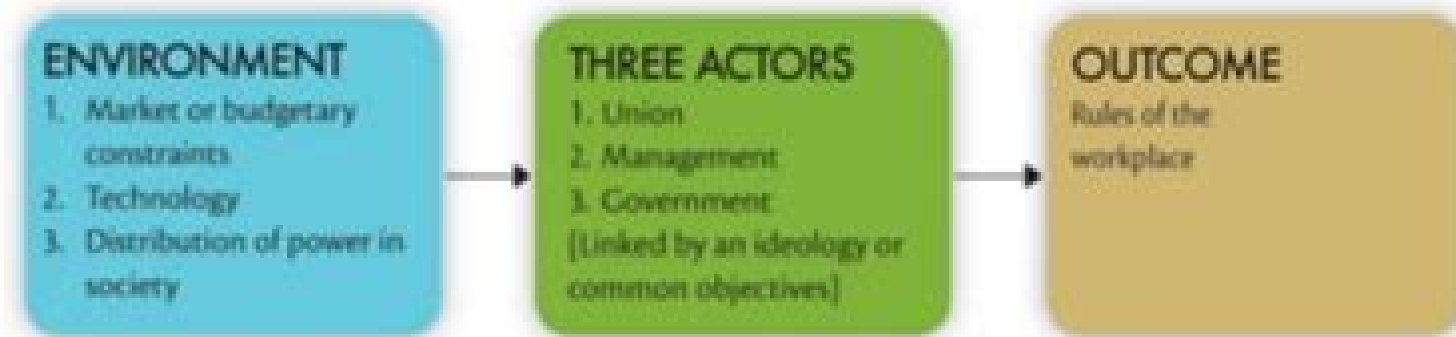 ENVIRONMENT
1. Market or budgetary
constraints
2. Technology
3. Distribution of power in
society
THREE ACTORS
1. Union
2. Management
3. Government
[Linked by an ideology or
common objectives]
OUTCOME
Rules of the
workplace